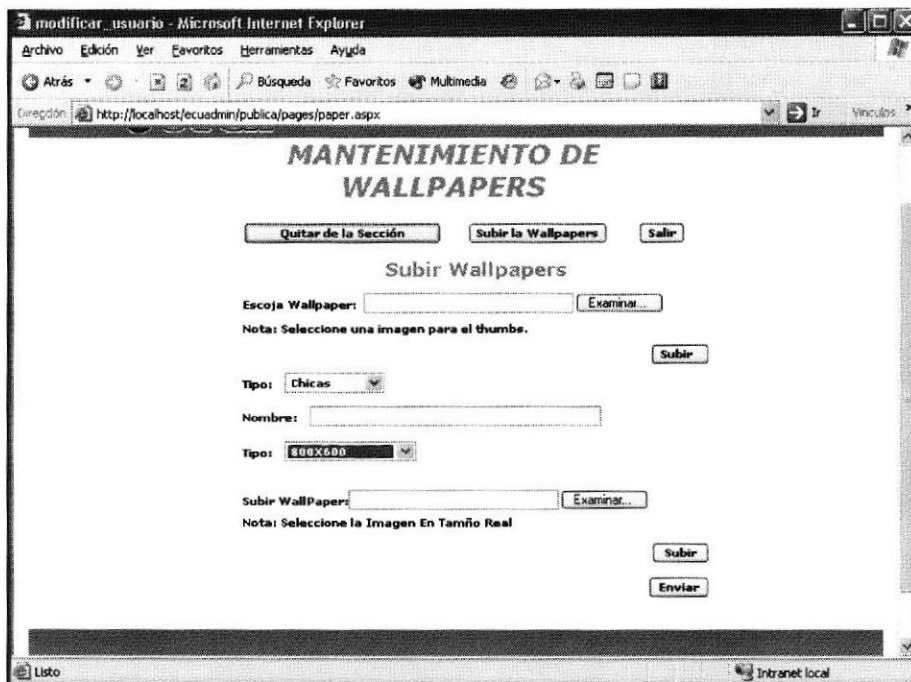 modificar_usuario - Microsoft Internet Explorer
Archivo Edición Ver Favoritos Herramientas Ayuda
Atrás Búsqueda Favoritos Multimedia
Dirección http://localhost/ecuadmin/publica/pages/paper.aspx Ir Vínculos
MANTENIMIENTO DE
WALLPAPERS
Quitar de la Sección Subir la Wallpapers Salir
Subir Wallpapers
Escoja Wallpaper: Examinar...
Nota: Seleccione una imagen para el thumbs.
Subir
Tipo: Chicas
Nombre:
Tipo: 800X600
Subir WallPaper: Examinar...
Nota: Seleccione la Imagen En Tamño Real
Subir
Enviar
Listo Intranet local